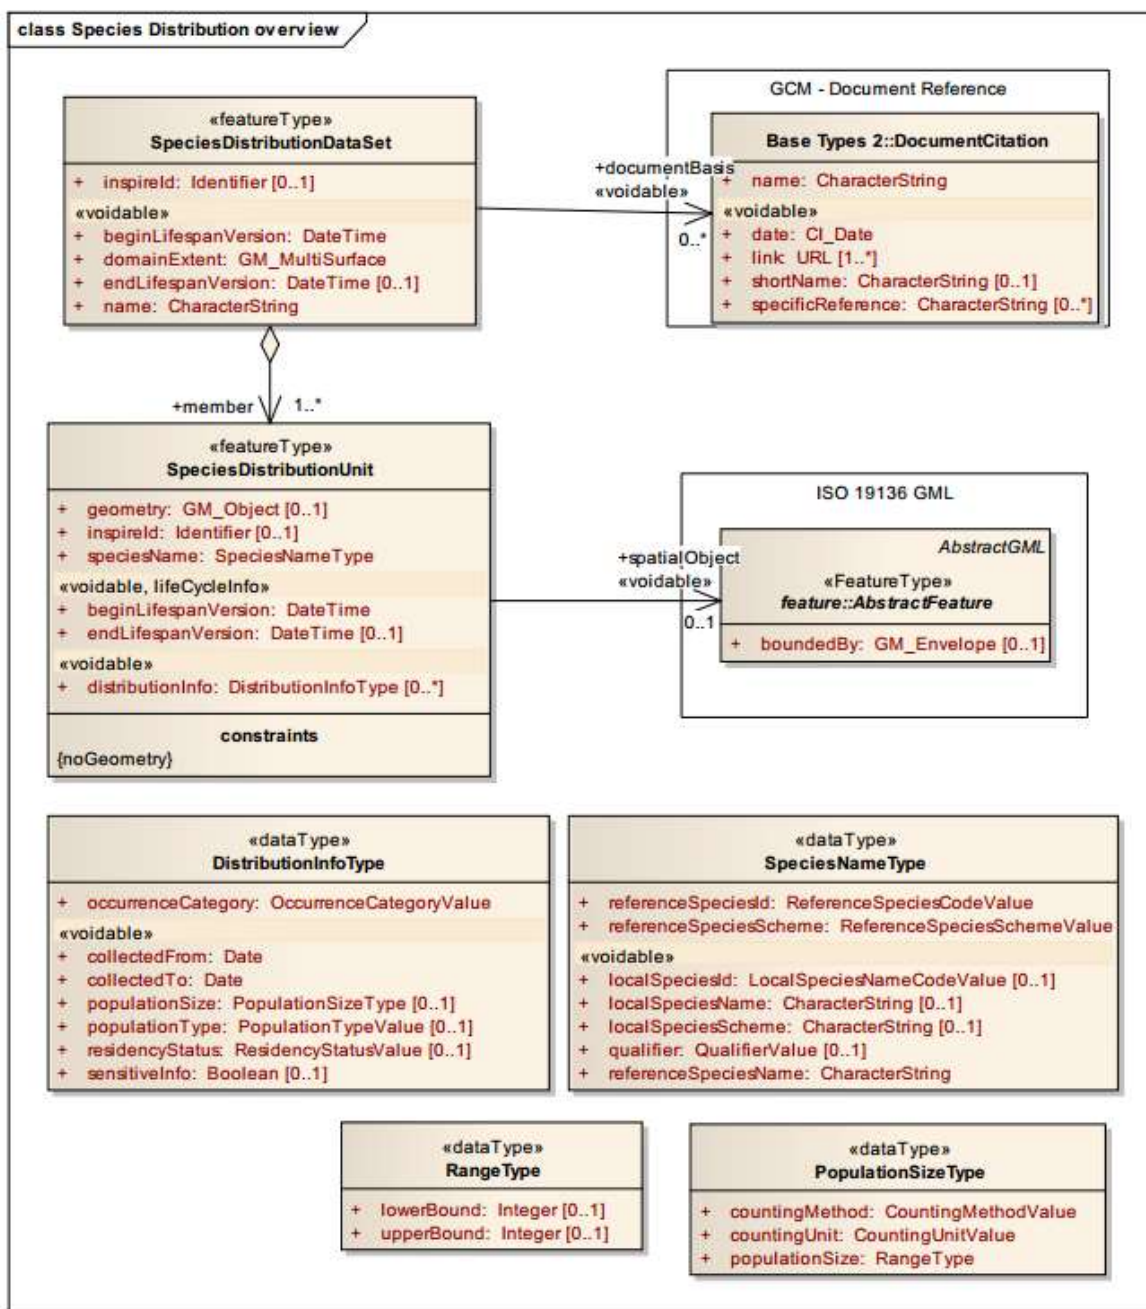 class Species Distribution overview
«featureType»
SpeciesDistributionDataSet
+ inspireId: Identifier [0..1]
«voidable»
+ beginLifespanVersion: DateTime
+ domainExtent: GM_MultiSurface
+ endLifespanVersion: DateTime [0..1]
+ name: CharacterString
+documentBasis
«voidable»
0..*
GCM - Document Reference
Base Types 2::DocumentCitation
+ name: CharacterString
«voidable»
+ date: CI_Date
+ link: URL [1..*]
+ shortName: CharacterString [0..1]
+ specificReference: CharacterString [0..*]
+member
1..*
«featureType»
SpeciesDistributionUnit
+ geometry: GM_Object [0..1]
+ inspireId: Identifier [0..1]
+ speciesName: SpeciesNameType
«voidable, lifeCycleInfo»
+ beginLifespanVersion: DateTime
+ endLifespanVersion: DateTime [0..1]
«voidable»
+ distributionInfo: DistributionInfoType [0..*]
constraints
{noGeometry}
+spatialObject
«voidable»
0..1
ISO 19136 GML
AbstractGML
«FeatureType»
feature::AbstractFeature
+ boundedBy: GM_Envelope [0..1]
«dataType»
DistributionInfoType
+ occurrenceCategory: OccurrenceCategoryValue
«voidable»
+ collectedFrom: Date
+ collectedTo: Date
+ populationSize: PopulationSizeType [0..1]
+ populationType: PopulationTypeValue [0..1]
+ residencyStatus: ResidencyStatusValue [0..1]
+ sensitiveInfo: Boolean [0..1]
«dataType»
SpeciesNameType
+ referenceSpeciesId: ReferenceSpeciesCodeValue
+ referenceSpeciesScheme: ReferenceSpeciesSchemeValue
«voidable»
+ localSpeciesId: LocalSpeciesNameCodeValue [0..1]
+ localSpeciesName: CharacterString [0..1]
+ localSpeciesScheme: CharacterString [0..1]
+ qualifier: QualifierValue [0..1]
+ referenceSpeciesName: CharacterString
«dataType»
RangeType
+ lowerBound: Integer [0..1]
+ upperBound: Integer [0..1]
«dataType»
PopulationSizeType
+ countingMethod: CountingMethodValue
+ countingUnit: CountingUnitValue
+ populationSize: RangeType